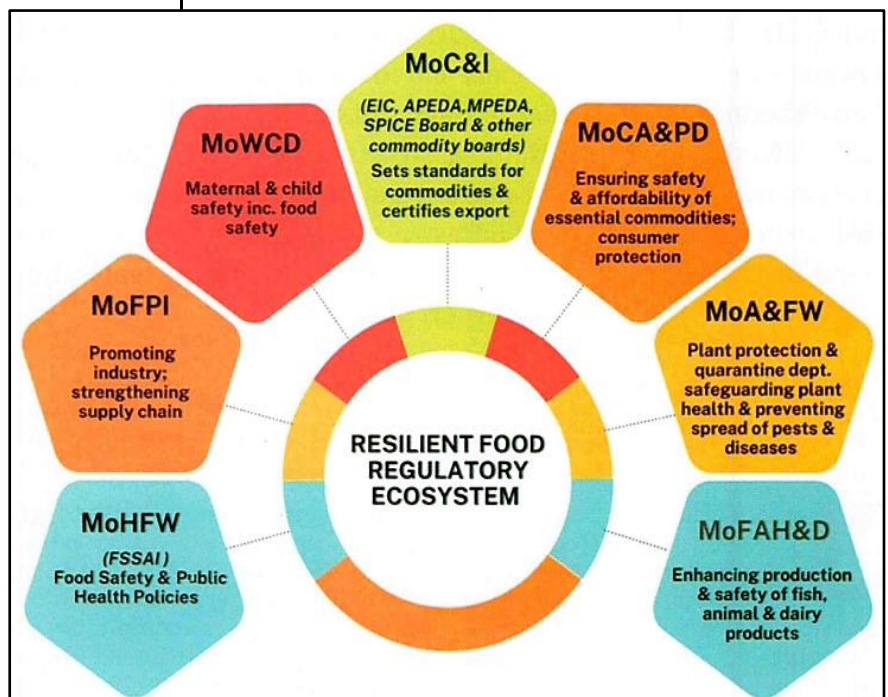 MoC&I
(EIC, APEDA,MPEDA,
SPICE Board & other
commodity boards)
Sets standards for
commodities &
certifies export
MoWCD
Maternal & child
safety inc. food
safety
MoCA&PD
Ensuring safety
& affordability of
essential commodities;
consumer
protection
MoFPI
Promoting
industry;
strengthening
supply chain
MoA&FW
Plant protection &
quarantine dept.
safeguarding plant
health & preventing
spread of pests &
diseases
RESILIENT FOOD
REGULATORY
ECOSYSTEM
MoHFW
(FSSAI)
Food Safety & Public
Health Policies
MoFAH&D
Enhancing production
& safety of fish,
animal & dairy
products